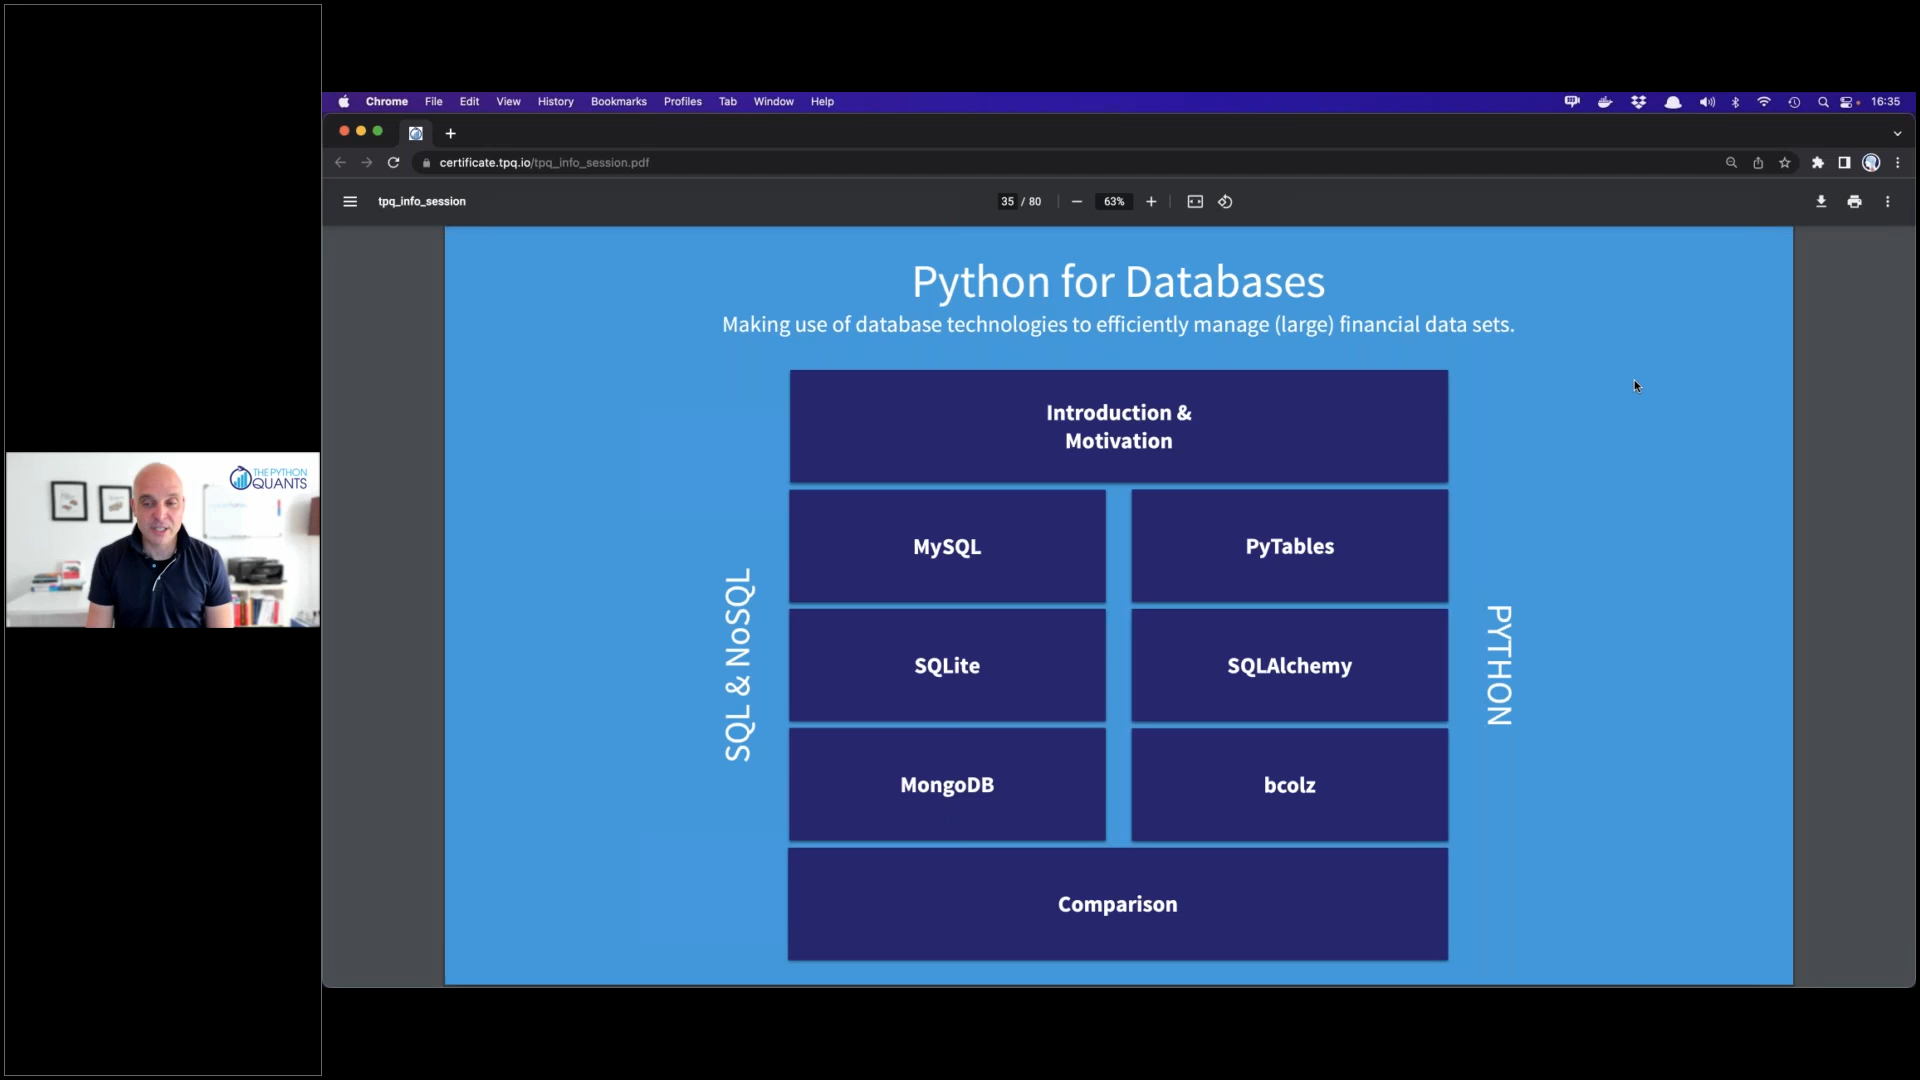 Chrome File Edit View History Bookmarks Profiles Tab Window Help 16:35
certificate.tpq.io/tpq_info_session.pdf
tpq_info_session 35 / 80 63%
Python for Databases
Making use of database technologies to efficiently manage (large) financial data sets.
Introduction &
Motivation
MySQL
PyTables
SQL & NoSQL
SQLite
SQLAlchemy
PYTHON
MongoDB
bcolz
Comparison
THE PYTHON
QUANTS